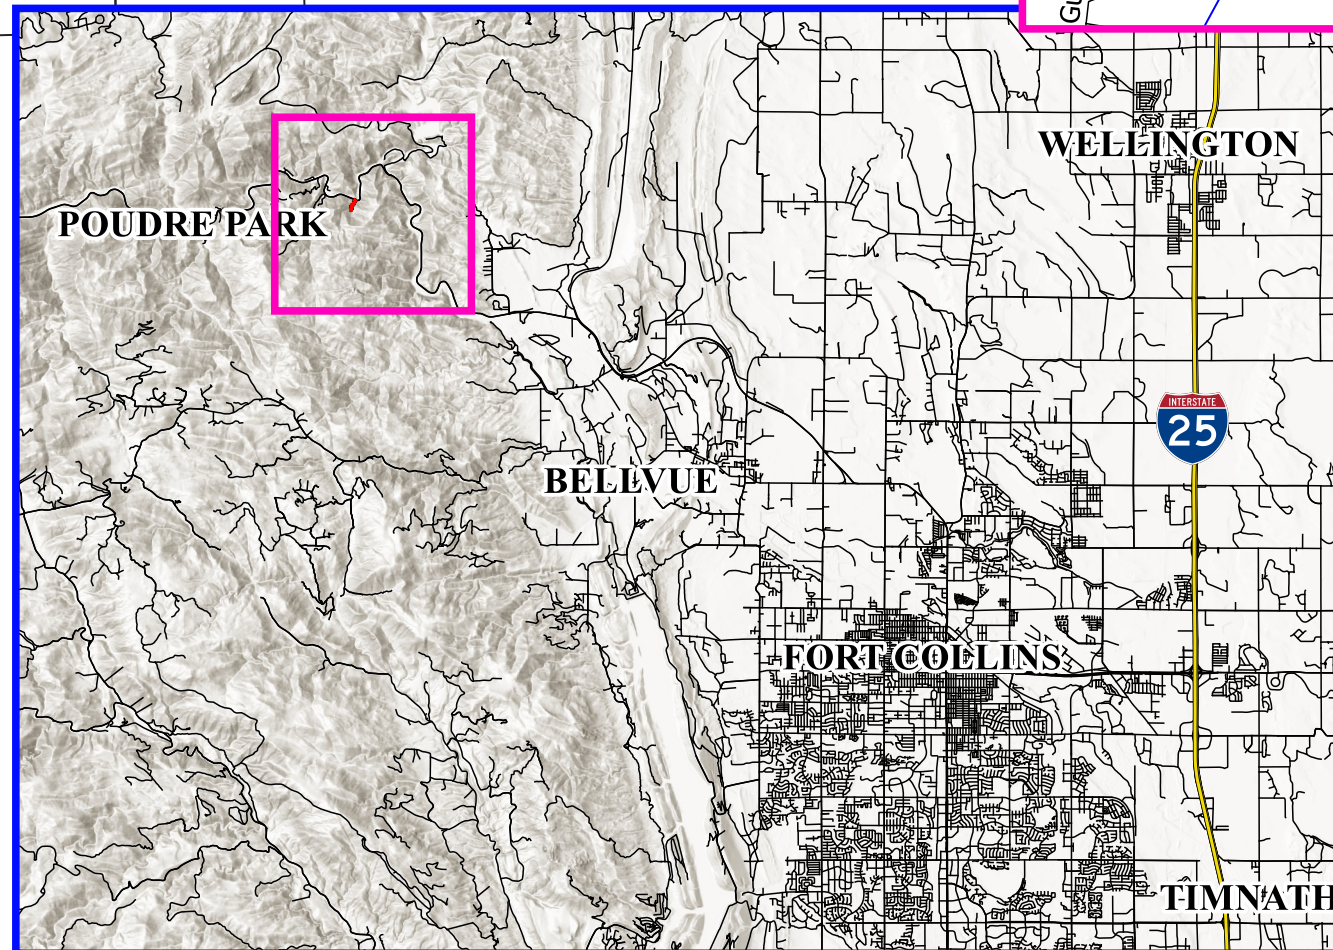 WELLINGTON
POUDRE PARK
INTERSTATE
25
BELLVUE
FORT COLLINS
TIMNATH